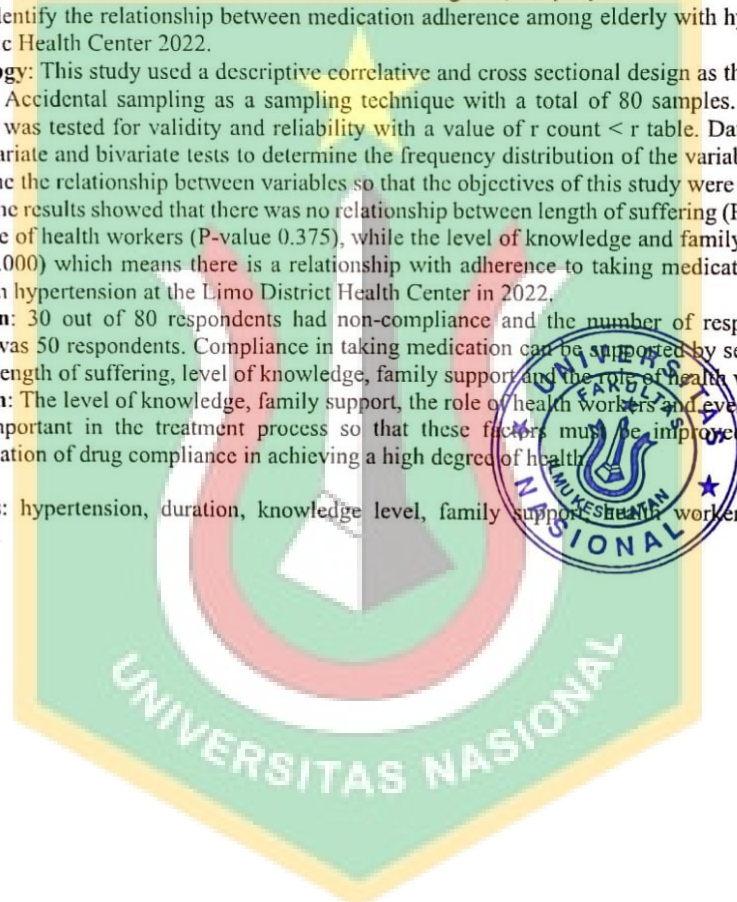 entify the relationship between medication adherence among elderly with hy
c Health Center 2022.
ogy: This study used a descriptive correlative and cross sectional design as th
Accidental sampling as a sampling technique with a total of 80 samples.
was tested for validity and reliability with a value of r count < r table. Dat
ariate and bivariate tests to determine the frequency distribution of the variab
ne the relationship between variables so that the objectives of this study were
he results showed that there was no relationship between length of suffering (P
e of health workers (P-value 0.375), while the level of knowledge and family
.000) which means there is a relationship with adherence to taking medicat
h hypertension at the Limo District Health Center in 2022.
n: 30 out of 80 respondents had non-compliance and the number of resp
was 50 respondents. Compliance in taking medication can be supported by se
ength of suffering, level of knowledge, family support and the role of health w
n: The level of knowledge, family support, the role of health workers and eve
mportant in the treatment process so that these factors must be improved
ation of drug compliance in achieving a high degree of health.
s: hypertension, duration, knowledge level, family support, health worker
UNIVERSITAS NASIONAL
FAKULTAS
ILMU KESEHATAN
UNIVERSITAS NASIONAL